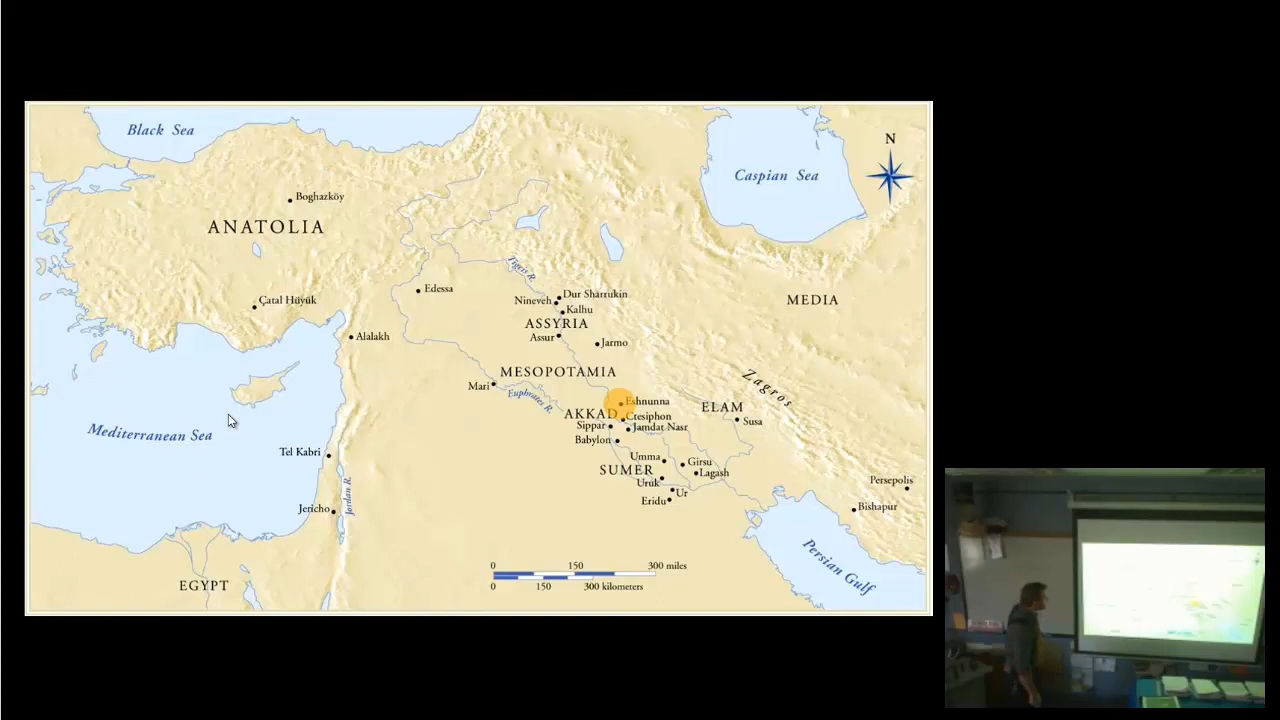 Black Sea
N
Caspian Sea
Boghazköy
ANATOLIA
Tigris R.
Edessa
Dur Sharrukin
Nineveh
Kalhu
Çatal Hüyük
MEDIA
ASSYRIA
Assur
Jarmo
Alalakh
MESOPOTAMIA
Mari
Euphrates R.
Zagros
Eshnunna
ELAM
AKKAD
Ctesiphon
Susa
Sippar
Jamdat Nasr
Babylon
Mediterranean Sea
Tel Kabri
Umma
Girsu
SUMER
Lagash
Uruk
Ur
Eridu
Persepolis
Jordan R.
Jericho
Bishapur
Persian Gulf
EGYPT
0 150 300 miles
0 150 300 kilometers